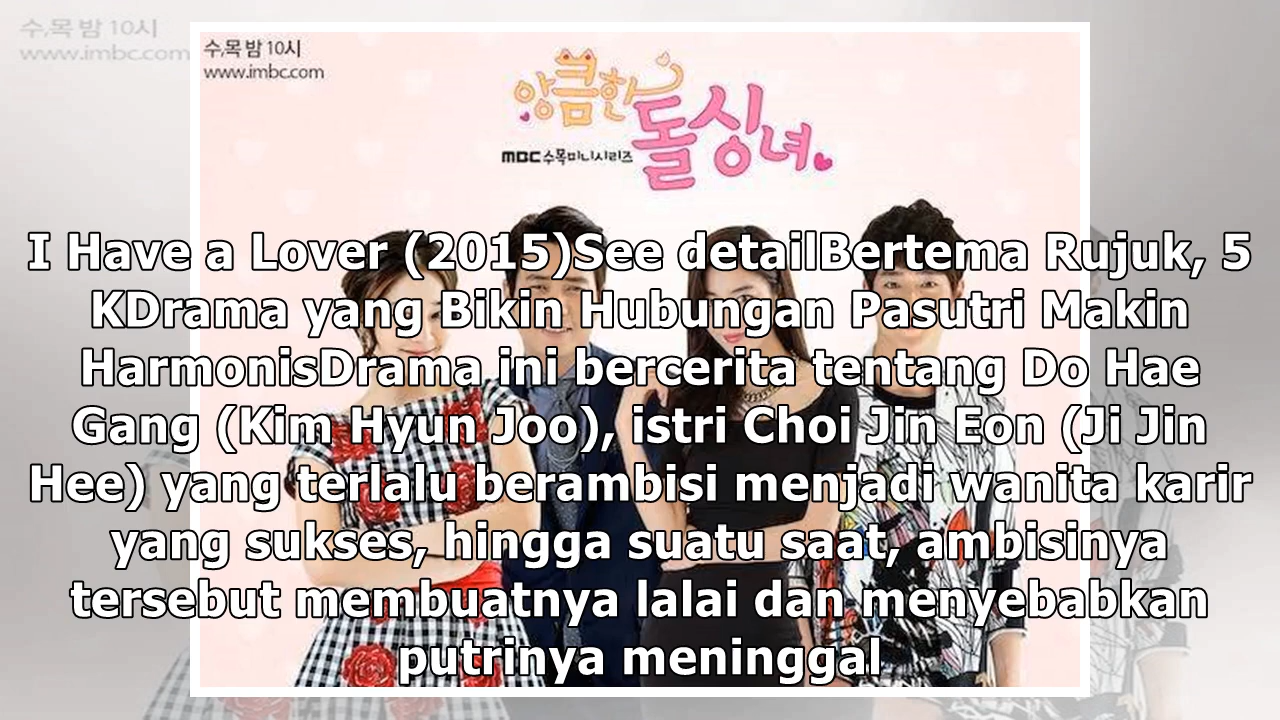 수,목 밤 10시
www.imbc.com
수,목 밤 10시
www.imbc.com
앙큼한
돌싱녀
MBC 수목미니시리즈
I Have a Lover (2015)See detailBertema Rujuk, 5
KDrama yang Bikin Hubungan Pasutri Makin
HarmonisDrama ini bercerita tentang Do Hae
Gang (Kim Hyun Joo), istri Choi Jin Eon (Ji Jin
Hee) yang terlalu berambisi menjadi wanita karir
yang sukses, hingga suatu saat, ambisinya
tersebut membuatnya lalai dan menyebabkan
putrinya meninggal